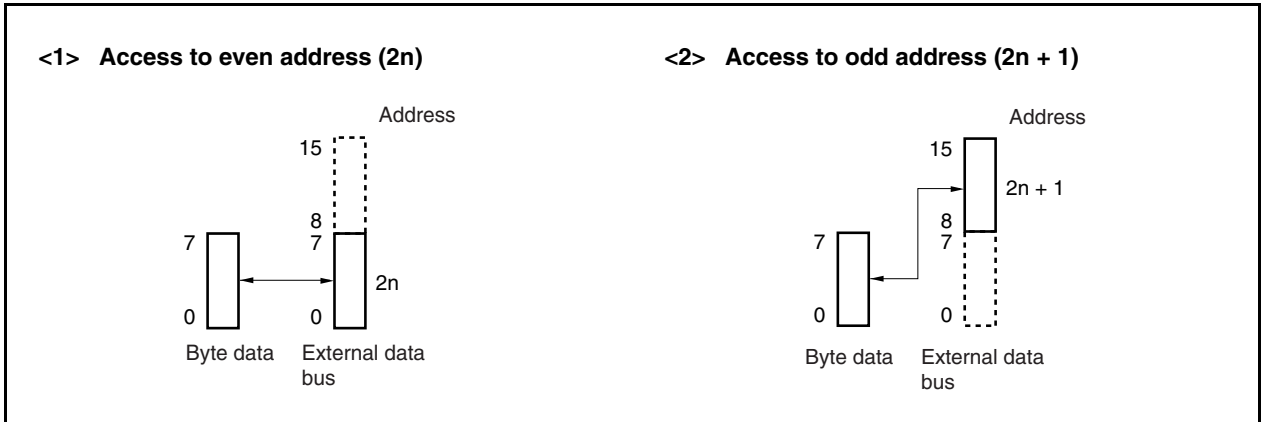 <1> Access to even address (2n)
Address
15
8
7
7
2n
0
0
Byte data
External data
bus
<2> Access to odd address (2n + 1)
Address
15
2n + 1
8
7
7
0
0
Byte data
External data
bus